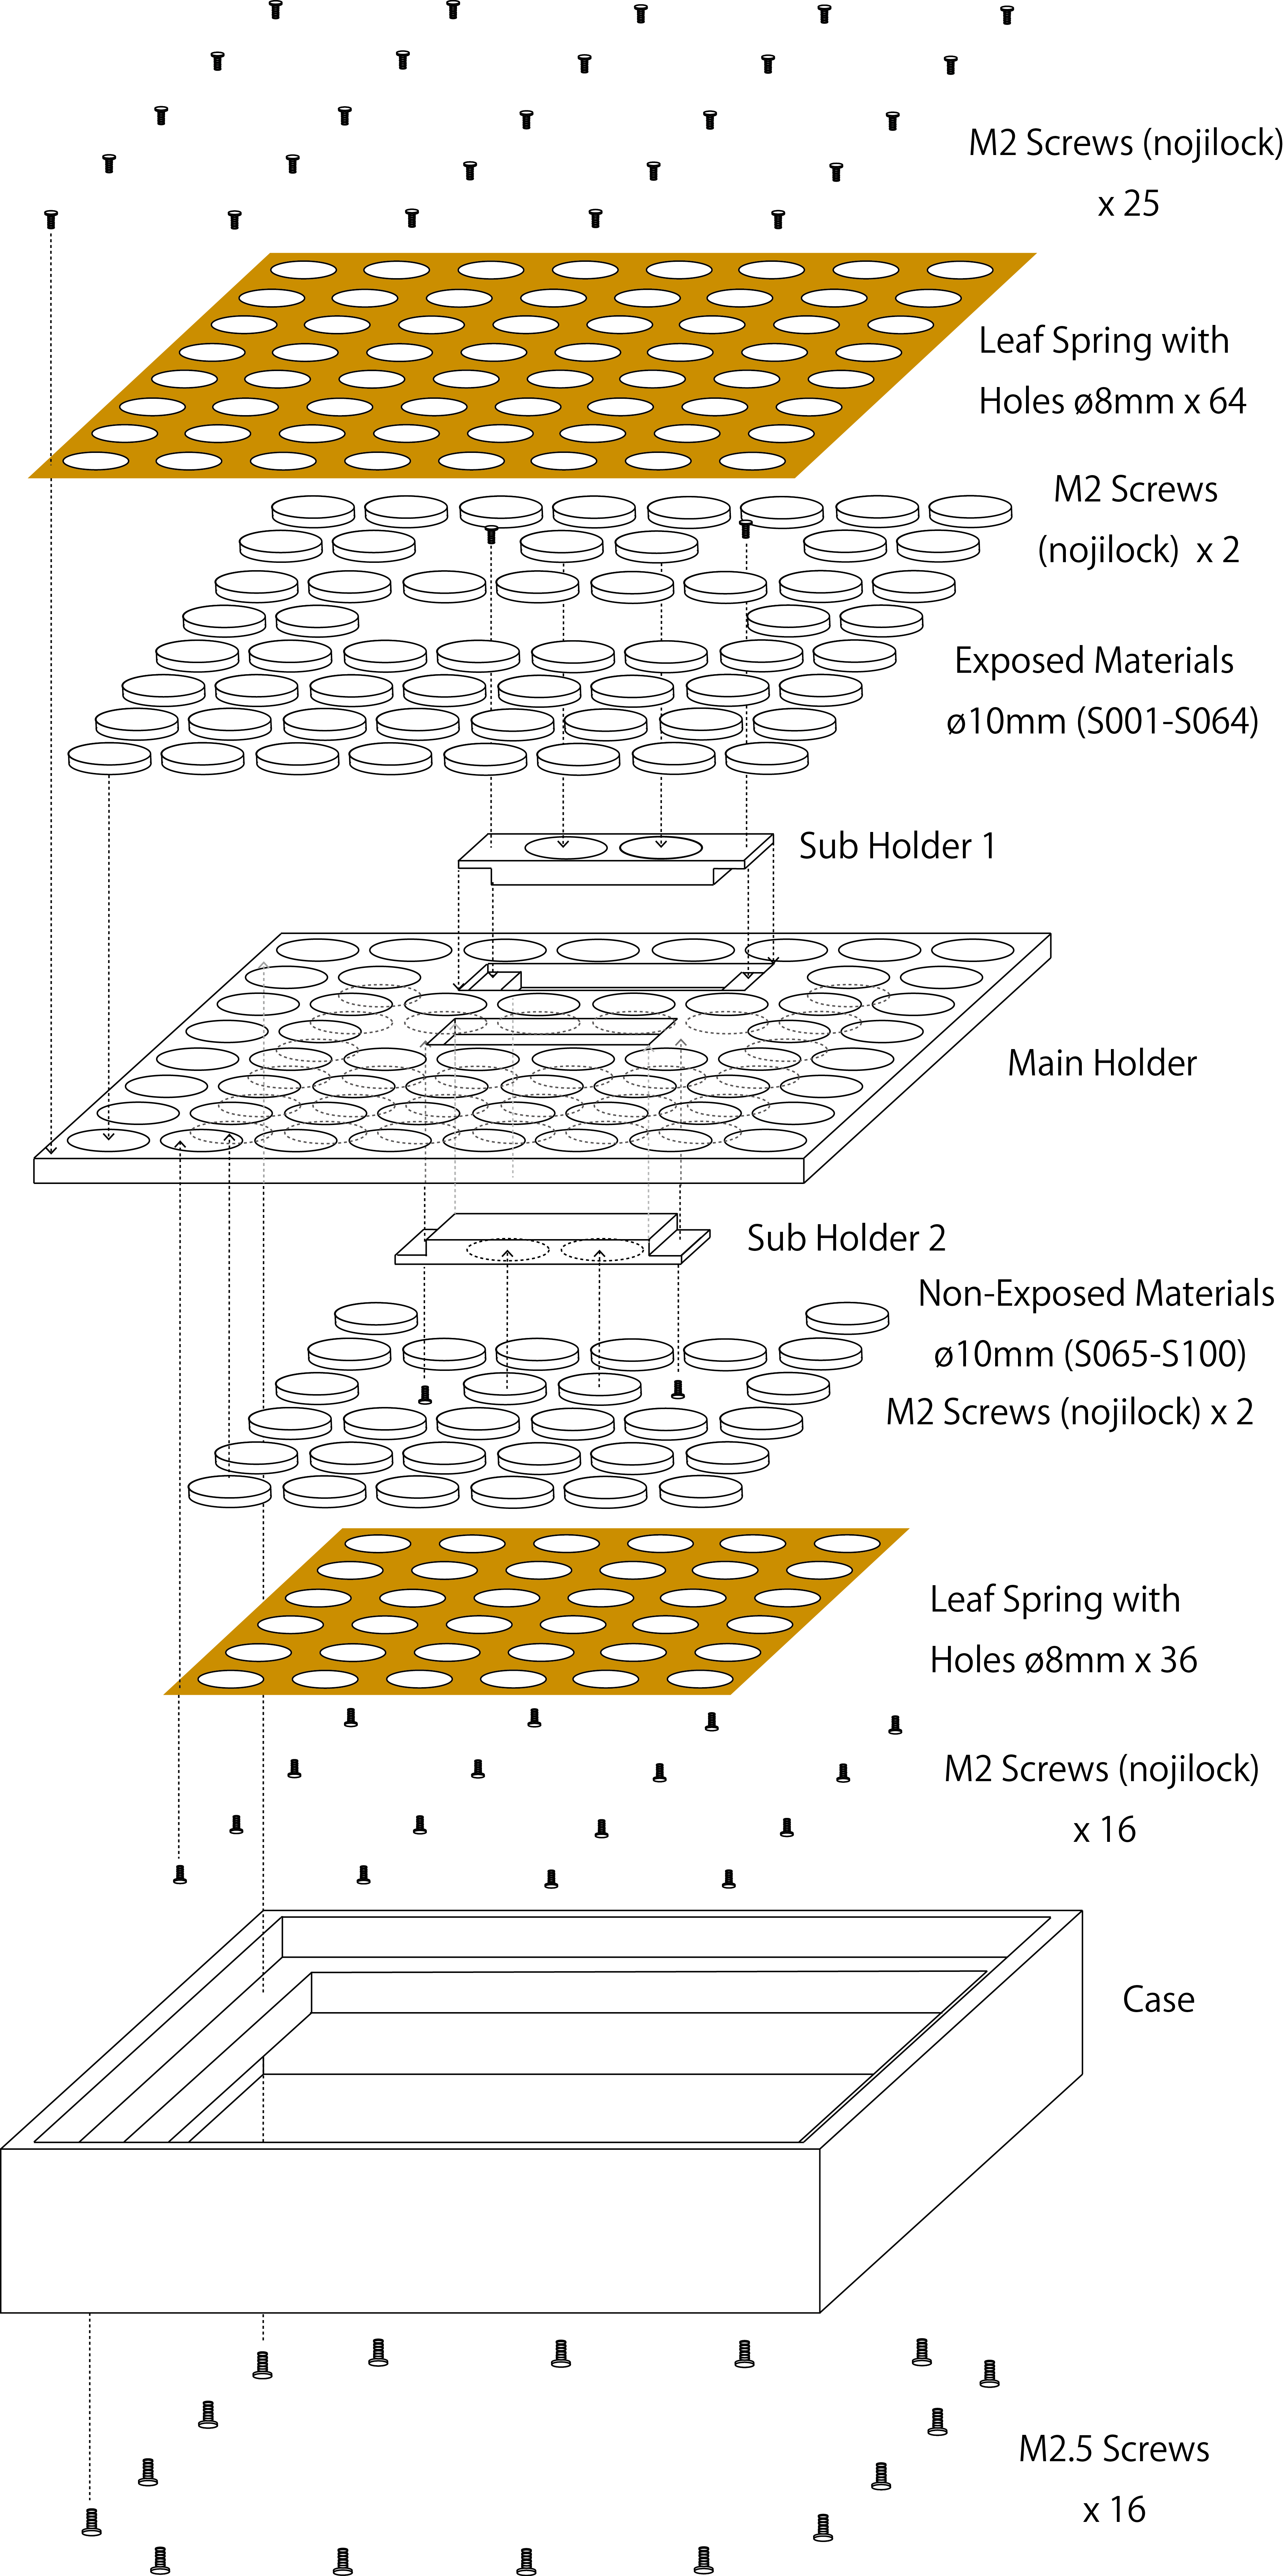 M2 Screws (nojilock)
x 25
Leaf Spring with
Holes ø8mm x 64
M2 Screws
(nojilock)  x 2
Exposed Materials
ø10mm (S001-S064)
Sub Holder 1
Main Holder
Sub Holder 2
Non-Exposed Materials
ø10mm (S065-S100)
M2 Screws (nojilock) x 2
Leaf Spring with
Holes ø8mm x 36
M2 Screws (nojilock)
x 16
Case
M2.5 Screws
x 16